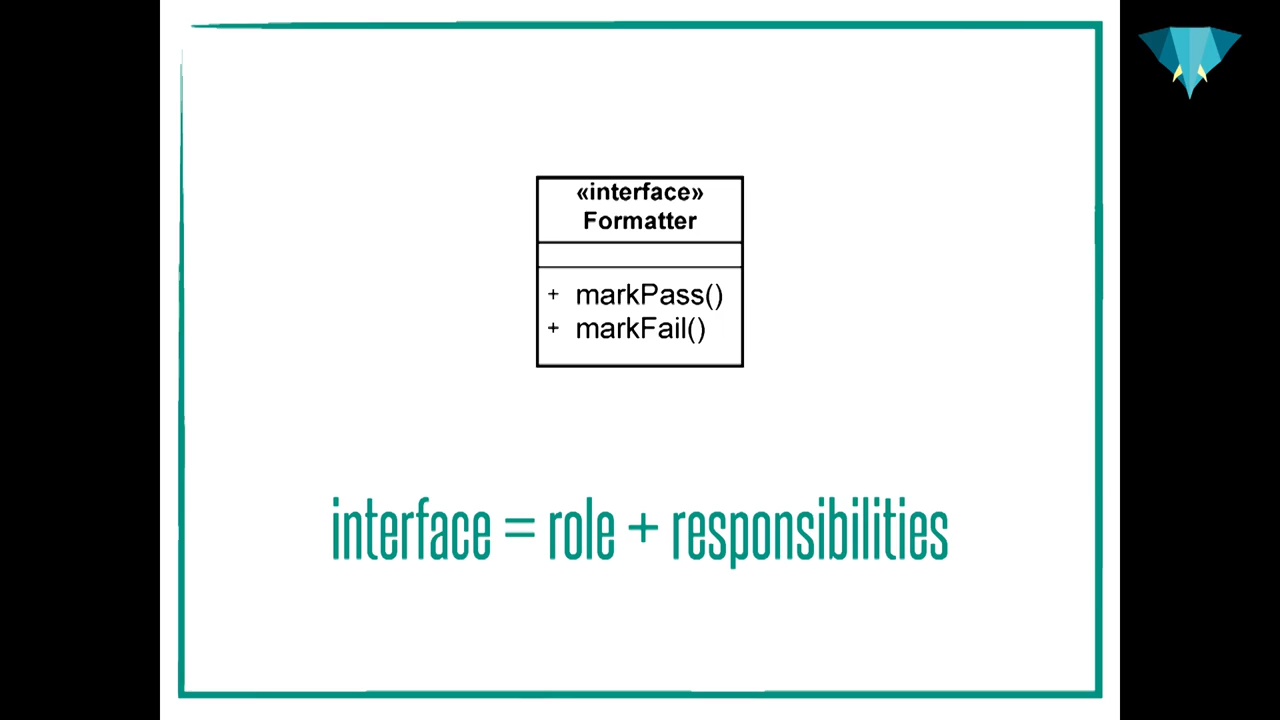 «interface»
Formatter
+ markPass()
+ markFail()
interface = role + responsibilities